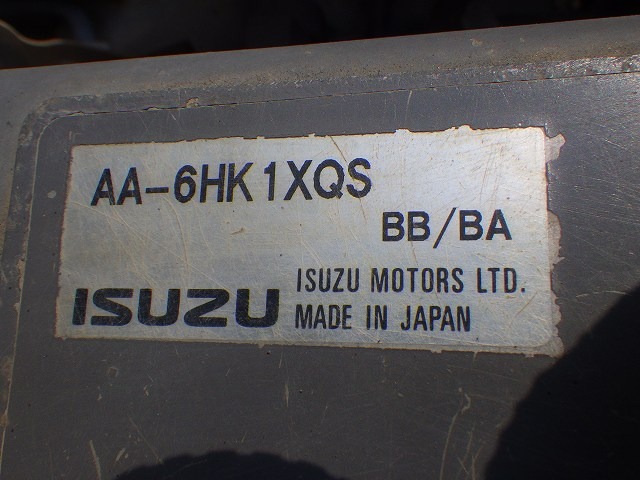 AA-6HK1XQS
BB/BA
ISUZU
ISUZU MOTORS LTD.
MADE IN JAPAN